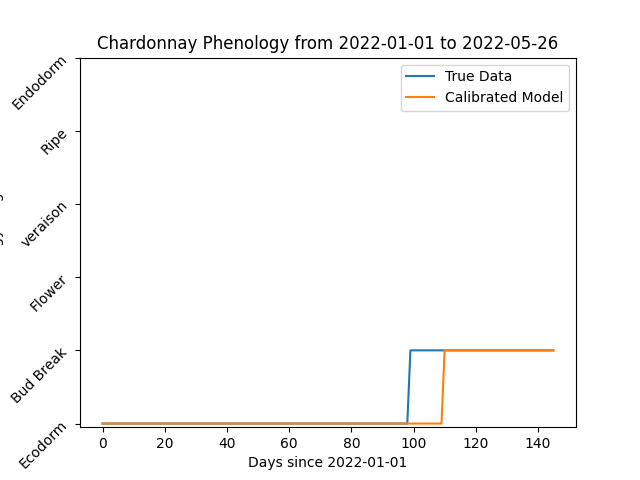 Chardonnay Phenology from 2022-01-01 to 2022-05-26
True Data
Calibrated Model
Endodorm
Ripe
veraison
Flower
Bud Break
Ecodorm
0 20 40 60 80 100 120 140
Days since 2022-01-01